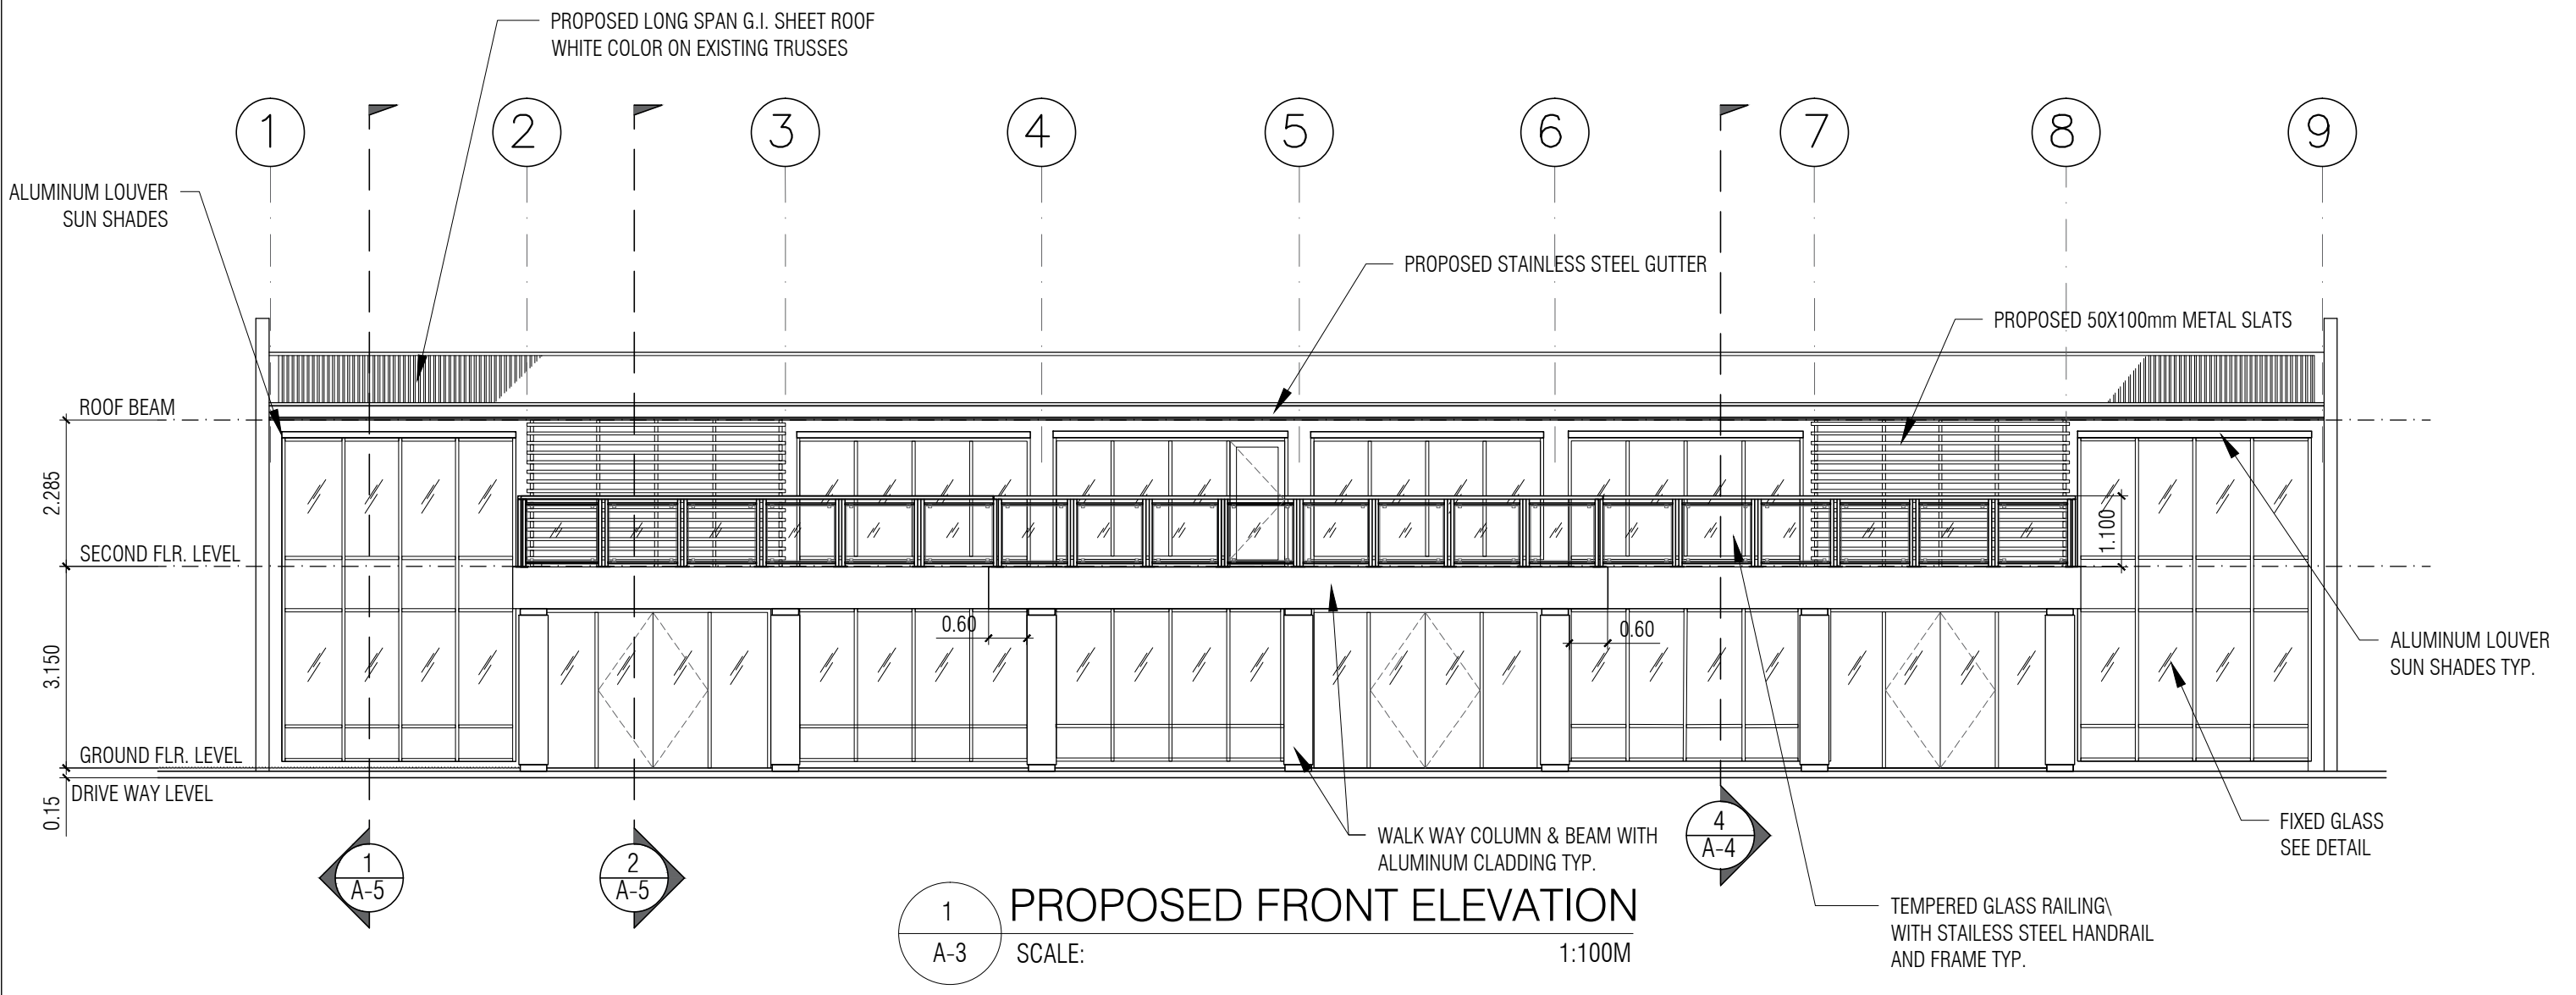 PROPOSED LONG SPAN G.I. SHEET ROOF
WHITE COLOR ON EXISTING TRUSSES
1
2
3
4
5
6
7
8
9
ALUMINUM LOUVER
SUN SHADES
PROPOSED STAINLESS STEEL GUTTER
PROPOSED 50X100mm METAL SLATS
ROOF BEAM
2.285
SECOND FLR. LEVEL
1.100
3.150
0.60
0.60
ALUMINUM LOUVER
SUN SHADES TYP.
GROUND FLR. LEVEL
DRIVE WAY LEVEL
0.15
1
A-5
2
A-5
WALK WAY COLUMN & BEAM WITH
ALUMINUM CLADDING TYP.
4
A-4
FIXED GLASS
SEE DETAIL
1
A-3
PROPOSED FRONT ELEVATION
SCALE: 1:100M
TEMPERED GLASS RAILING\
WITH STAILESS STEEL HANDRAIL
AND FRAME TYP.